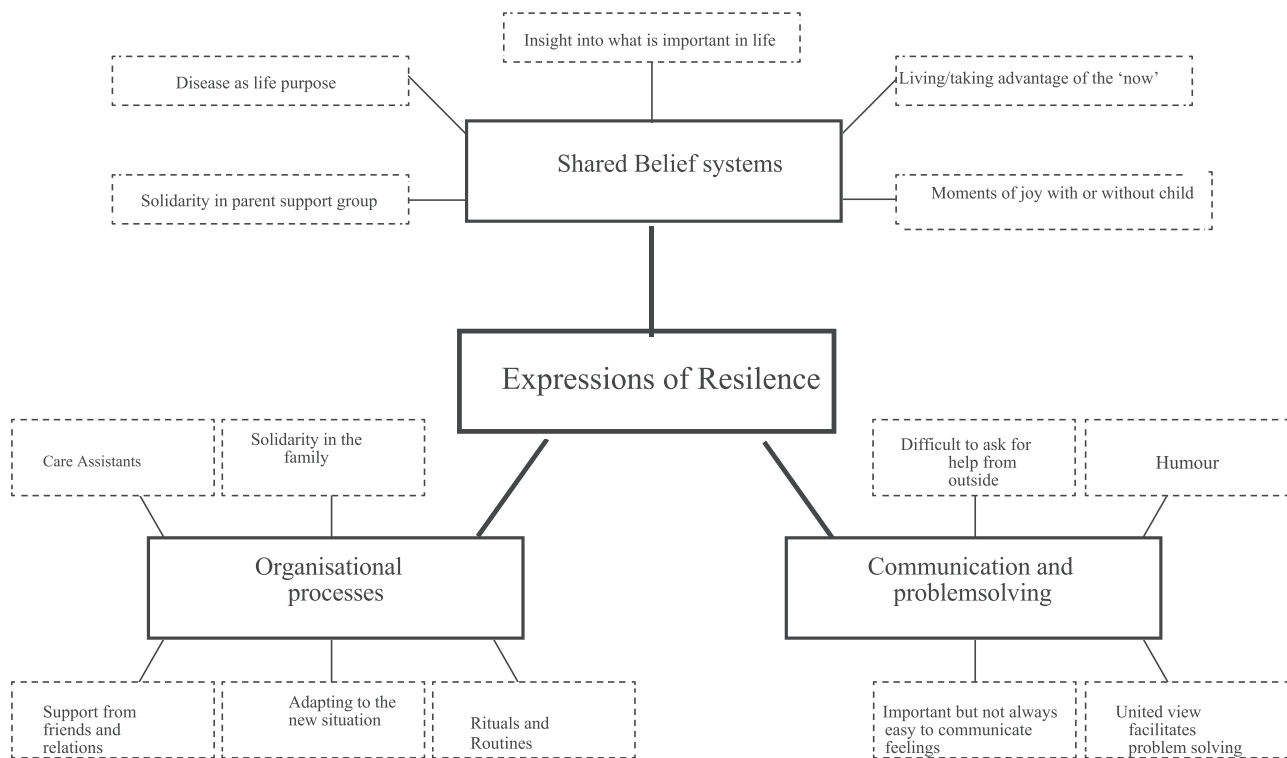 Insight into what is important in life
Disease as life purpose
Living/taking advantage of the ‘now’
Shared Belief systems
Solidarity in parent support group
Moments of joy with or without child
Expressions of Resilence
Care Assistants
Solidarity in the
family
Difficult to ask for
help from
outside
Humour
Organisational
processes
Communication and
problemsolving
Support from
friends and
relations
Adapting to the
new situation
Rituals and
Routines
Important but not always
easy to communicate
feelings
United view
facilitates
problem solving